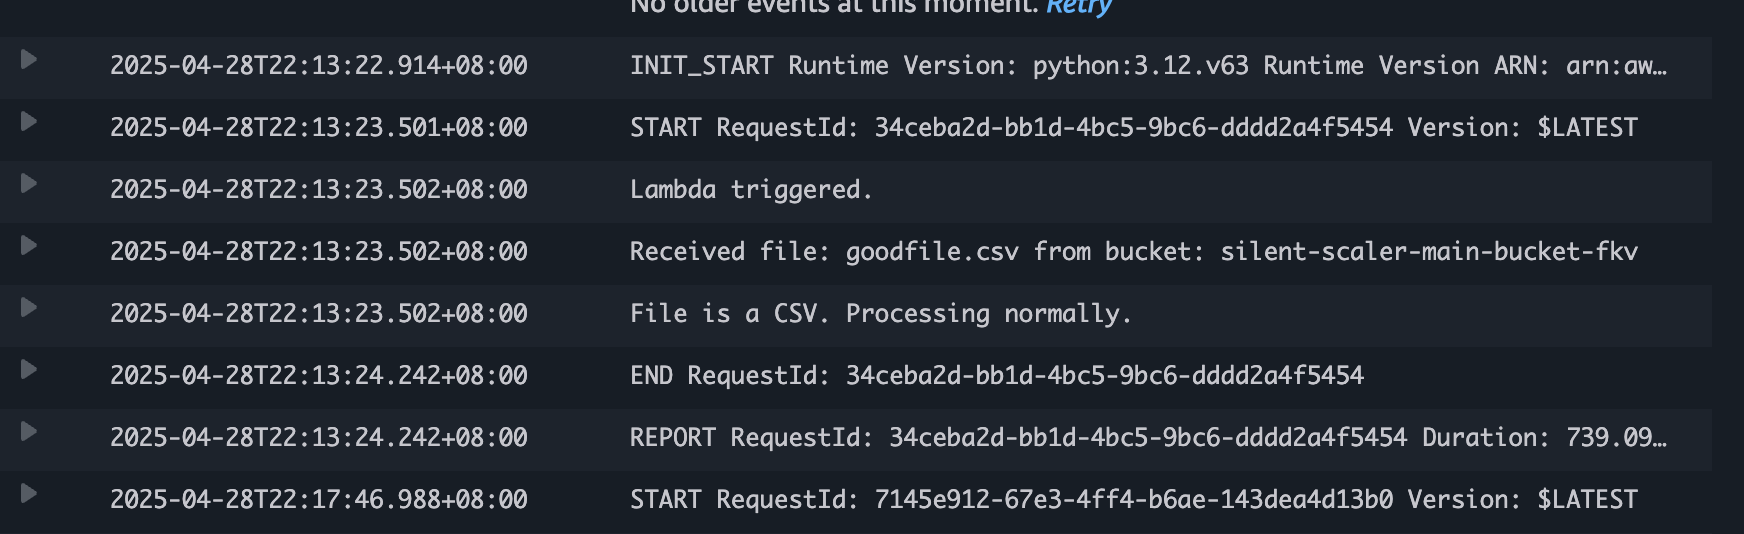 No older events at this moment. Retry
2025-04-28T22:13:22.914+08:00 INIT_START Runtime Version: python:3.12.v63 Runtime Version ARN: arn:aw…
2025-04-28T22:13:23.501+08:00 START RequestId: 34ceba2d-bb1d-4bc5-9bc6-dddd2a4f5454 Version: $LATEST
2025-04-28T22:13:23.502+08:00 Lambda triggered.
2025-04-28T22:13:23.502+08:00 Received file: goodfile.csv from bucket: silent-scaler-main-bucket-fkv
2025-04-28T22:13:23.502+08:00 File is a CSV. Processing normally.
2025-04-28T22:13:24.242+08:00 END RequestId: 34ceba2d-bb1d-4bc5-9bc6-dddd2a4f5454
2025-04-28T22:13:24.242+08:00 REPORT RequestId: 34ceba2d-bb1d-4bc5-9bc6-dddd2a4f5454 Duration: 739.09…
2025-04-28T22:17:46.988+08:00 START RequestId: 7145e912-67e3-4ff4-b6ae-143dea4d13b0 Version: $LATEST